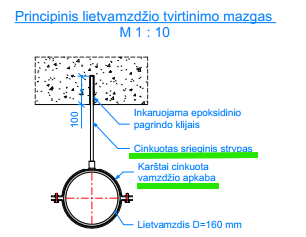 Principinis lietvamzdžio tvirtinimo mazgas
M 1 : 10
100
Inkaruojama epoksidinio
pagrindo klijais
Cinkuotas srieginis strypas
Karštai cinkuota
vamzdžio apkaba
Lietvamzdis D=160 mm